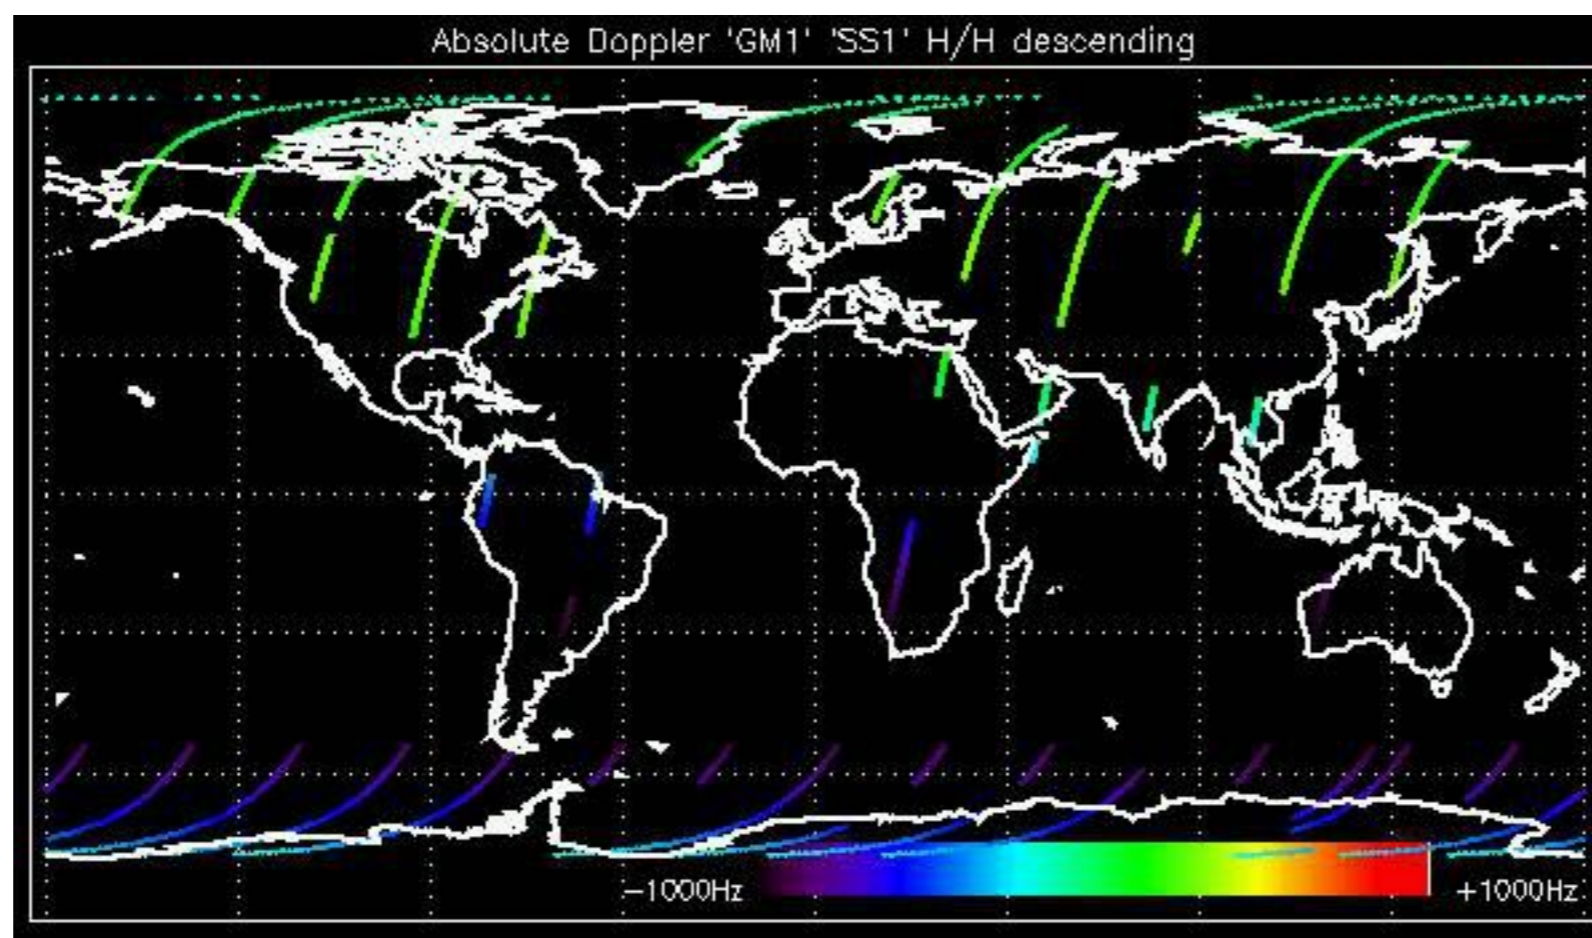 Absolute Doppler 'GM1' 'SS1' H/H descending
-1000Hz
+1000Hz